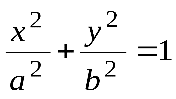 x²/a² + y²/b² = 1